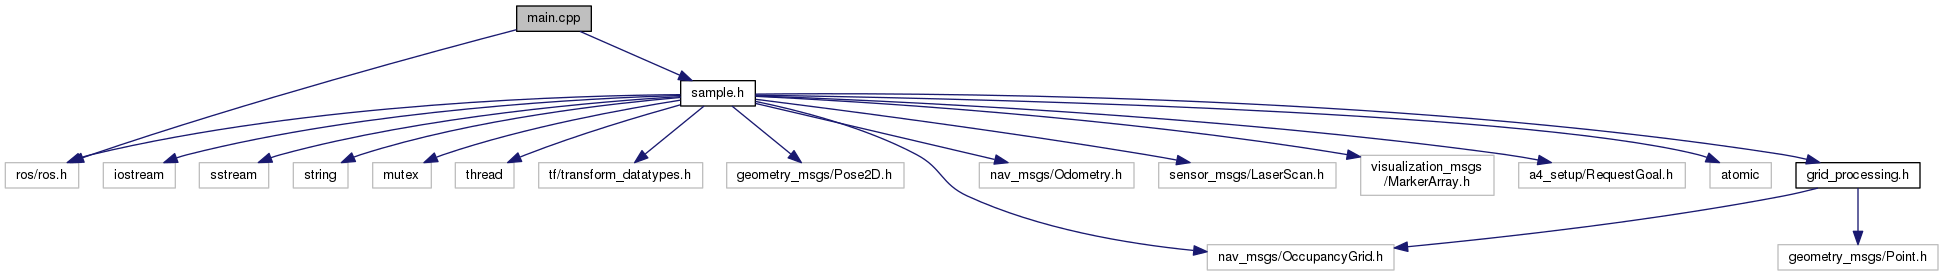 main.cpp
sample.h
ros/ros.h
iostream
sstream
string
mutex
thread
tf/transform_datatypes.h
geometry_msgs/Pose2D.h
nav_msgs/Odometry.h
sensor_msgs/LaserScan.h
visualization_msgs
/MarkerArray.h
a4_setup/RequestGoal.h
atomic
grid_processing.h
nav_msgs/OccupancyGrid.h
geometry_msgs/Point.h